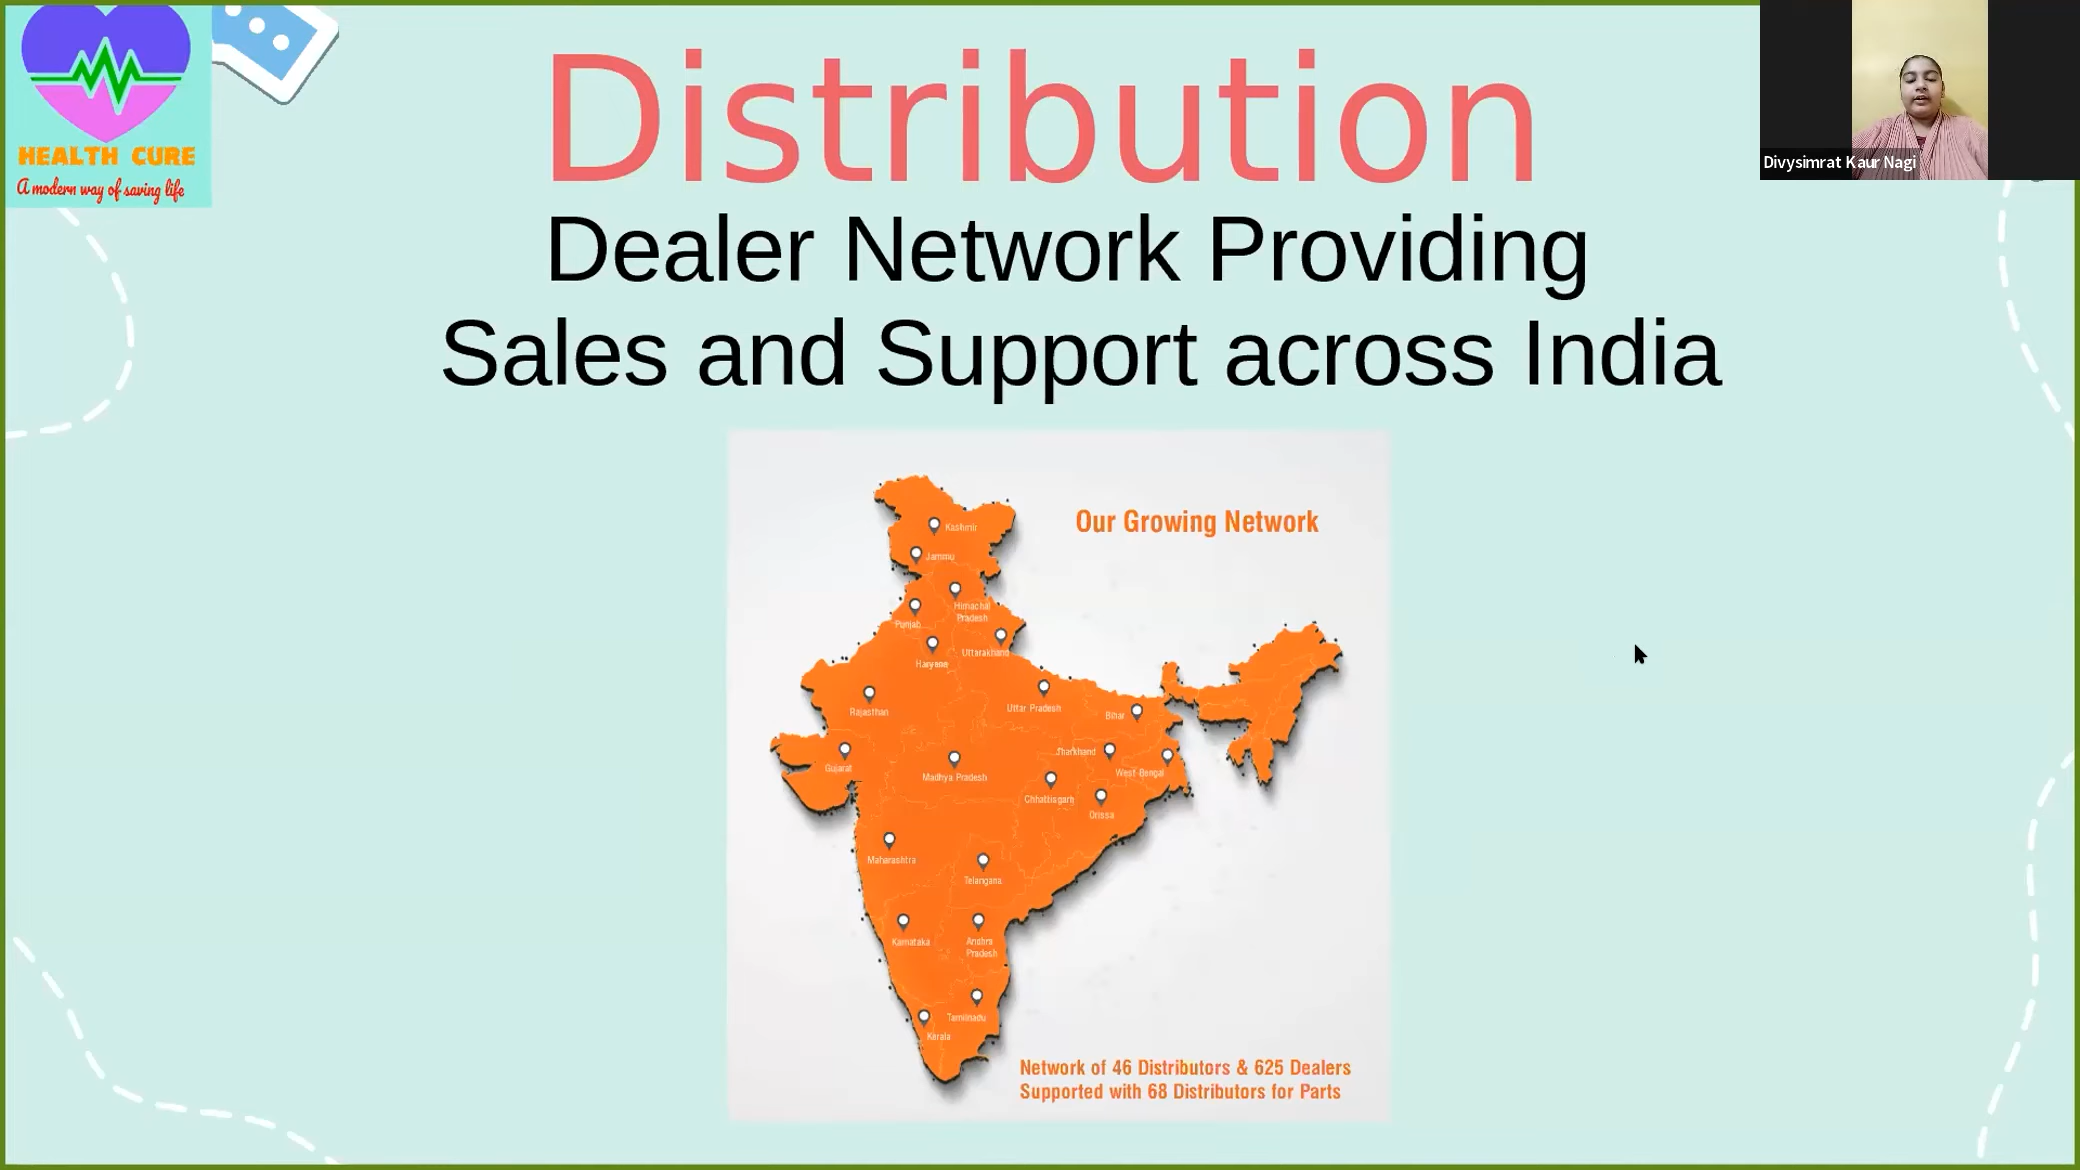 HEALTH CURE
A modern way of saving life
Distribution
Divysimrat Kaur Nagi
Dealer Network Providing
Sales and Support across India
Our Growing Network
Kashmir
Jammu
Himachal
Pradesh
Punjab
Uttarakhand
Haryana
Rajasthan
Uttar Pradesh
Bihar
Jharkhand
Gujarat
Madhya Pradesh
West Bengal
Chhattisgarh
Orissa
Maharashtra
Telangana
Karnataka
Andhra
Pradesh
Tamilnadu
Kerala
Network of 46 Distributors & 625 Dealers
Supported with 68 Distributors for Parts